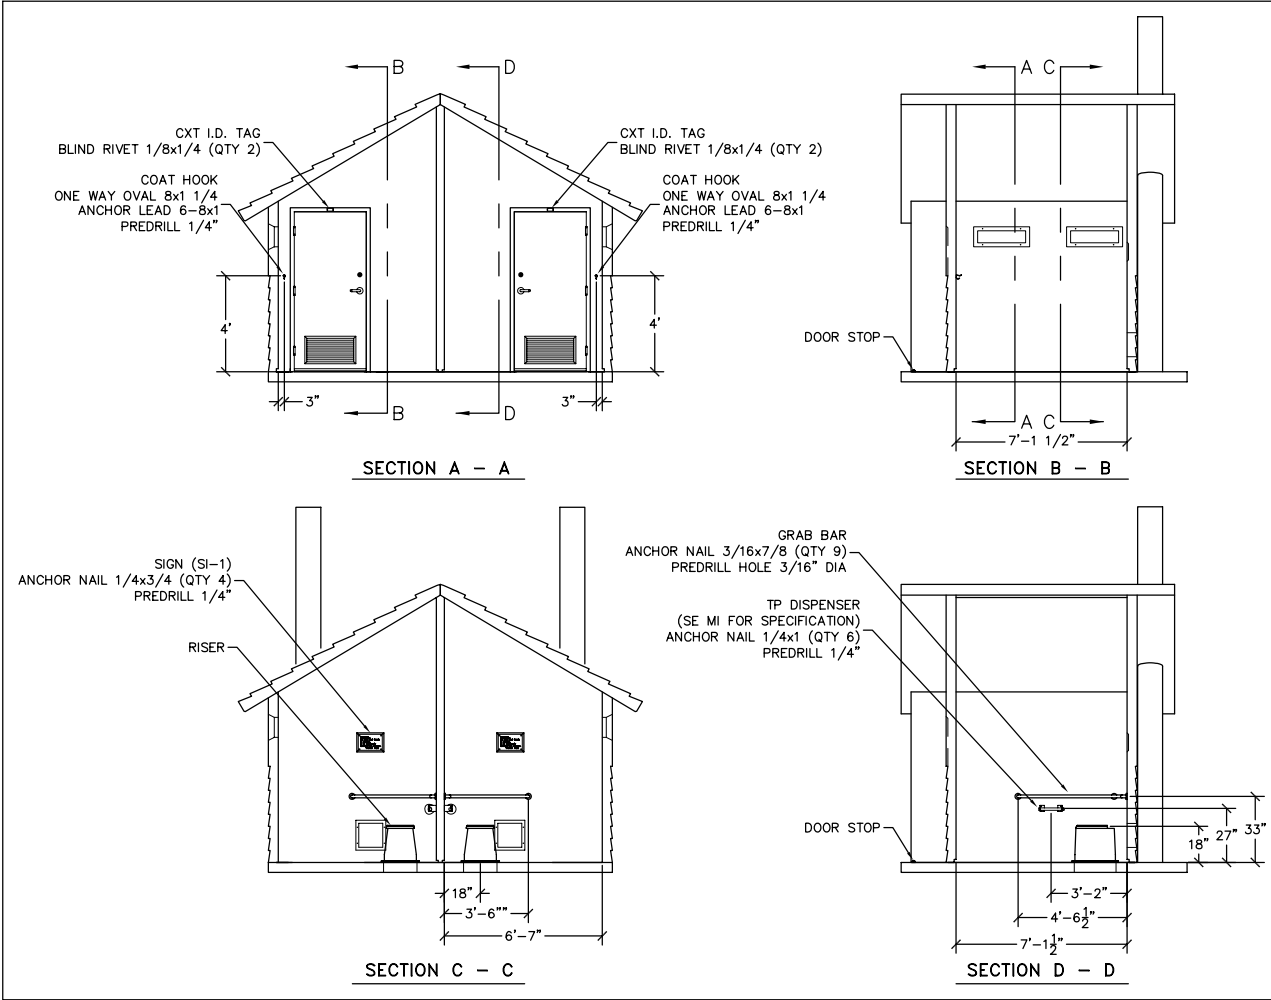 B
D
CXT I.D. TAG
BLIND RIVET 1/8x1/4 (QTY 2)
COAT HOOK
ONE WAY OVAL 8x1 1/4
ANCHOR LEAD 6-8x1
PREDRILL 1/4"
CXT I.D. TAG
BLIND RIVET 1/8x1/4 (QTY 2)
COAT HOOK
ONE WAY OVAL 8x1 1/4
ANCHOR LEAD 6-8x1
PREDRILL 1/4"
4'
4'
3"
3"
B
D
SECTION A - A
A C
DOOR STOP
A C
7'-1 1/2"
SECTION B - B
SIGN (SI-1)
ANCHOR NAIL 1/4x3/4 (QTY 4)
PREDRILL 1/4"
RISER
18"
3'-6""
6'-7"
SECTION C - C
GRAB BAR
ANCHOR NAIL 3/16x7/8 (QTY 9)
PREDRILL HOLE 3/16" DIA
TP DISPENSER
(SE MI FOR SPECIFICATION)
ANCHOR NAIL 1/4x1 (QTY 6)
PREDRILL 1/4"
DOOR STOP
18"
27"
33"
3'-2"
4'-6 1/2"
7'-1 1/2"
SECTION D - D